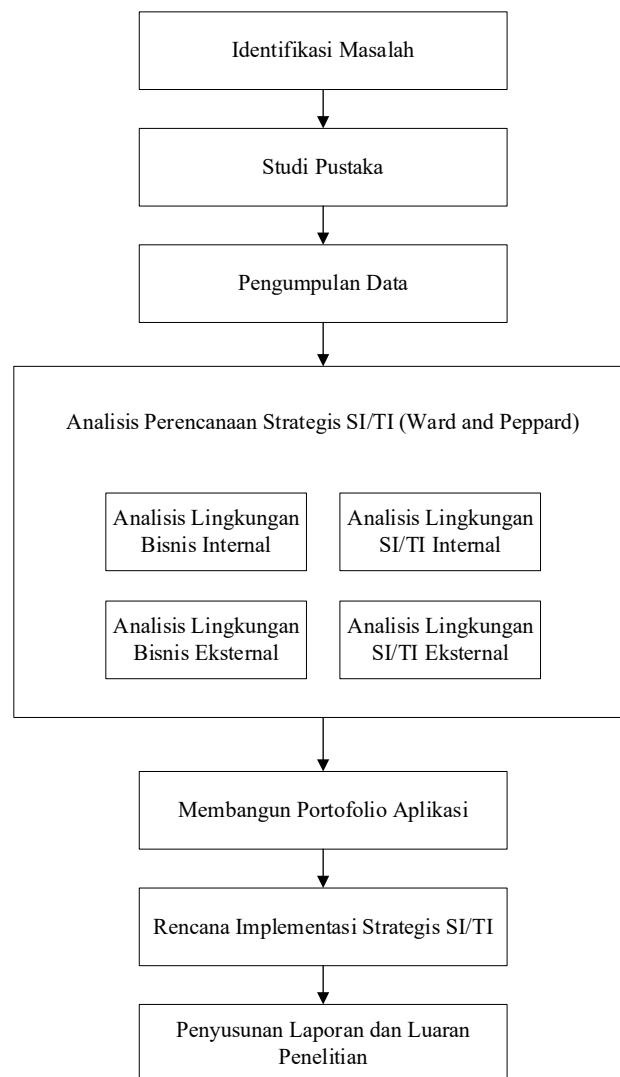 Identifikasi Masalah
Studi Pustaka
Pengumpulan Data
Analisis Perencanaan Strategis SI/TI (Ward and Peppard)
Analisis Lingkungan
Bisnis Internal
Analisis Lingkungan
SI/TI Internal
Analisis Lingkungan
Bisnis Eksternal
Analisis Lingkungan
SI/TI Eksternal
Membangun Portofolio Aplikasi
Rencana Implementasi Strategis SI/TI
Penyusunan Laporan dan Luaran
Penelitian